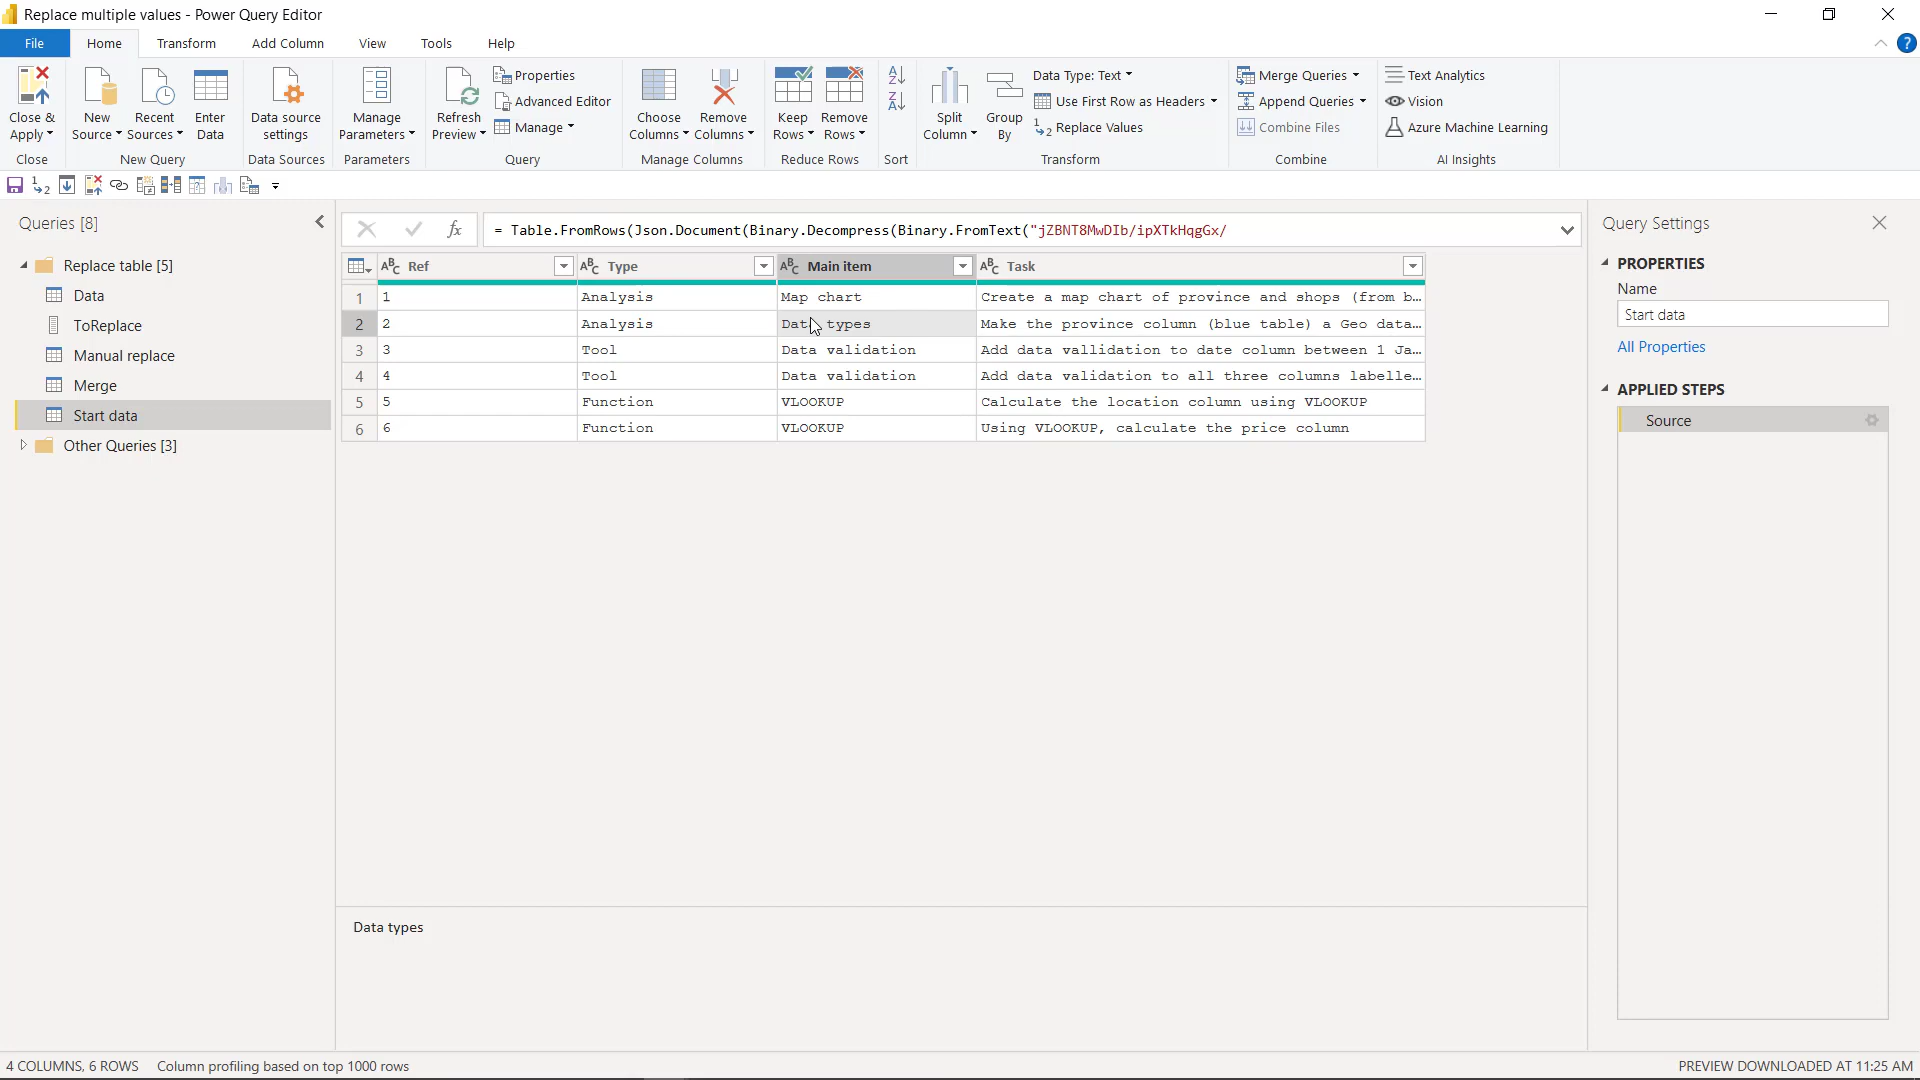 Replace multiple values - Power Query Editor
File Home Transform Add Column View Tools Help
Close & Apply
Close
New Source
Recent Sources
Enter Data
New Query
Data source settings
Data Sources
Manage Parameters
Parameters
Refresh Preview
Properties
Advanced Editor
Manage
Query
Choose Columns
Remove Columns
Manage Columns
Keep Rows
Remove Rows
Reduce Rows
Sort
Split Column
Group By
Data Type: Text
Use First Row as Headers
Replace Values
Transform
Merge Queries
Append Queries
Combine Files
Combine
Text Analytics
Vision
Azure Machine Learning
AI Insights
Queries [8]
Replace table [5]
Data
ToReplace
Manual replace
Merge
Start data
Other Queries [3]
= Table.FromRows(Json.Document(Binary.Decompress(Binary.FromText("jZBNT8MwDIb/ipXTkHqgGx/
Ref Type Main item Task
1 1 Analysis Map chart Create a map chart of province and shops (from b…
2 2 Analysis Data types Make the province column (blue table) a Geo data…
3 3 Tool Data validation Add data vallidation to date column between 1 Ja…
4 4 Tool Data validation Add data validation to all three columns labelle…
5 5 Function VLOOKUP Calculate the location column using VLOOKUP
6 6 Function VLOOKUP Using VLOOKUP, calculate the price column
Data types
Query Settings
PROPERTIES
Name
Start data
All Properties
APPLIED STEPS
Source
4 COLUMNS, 6 ROWS Column profiling based on top 1000 rows
PREVIEW DOWNLOADED AT 11:25 AM